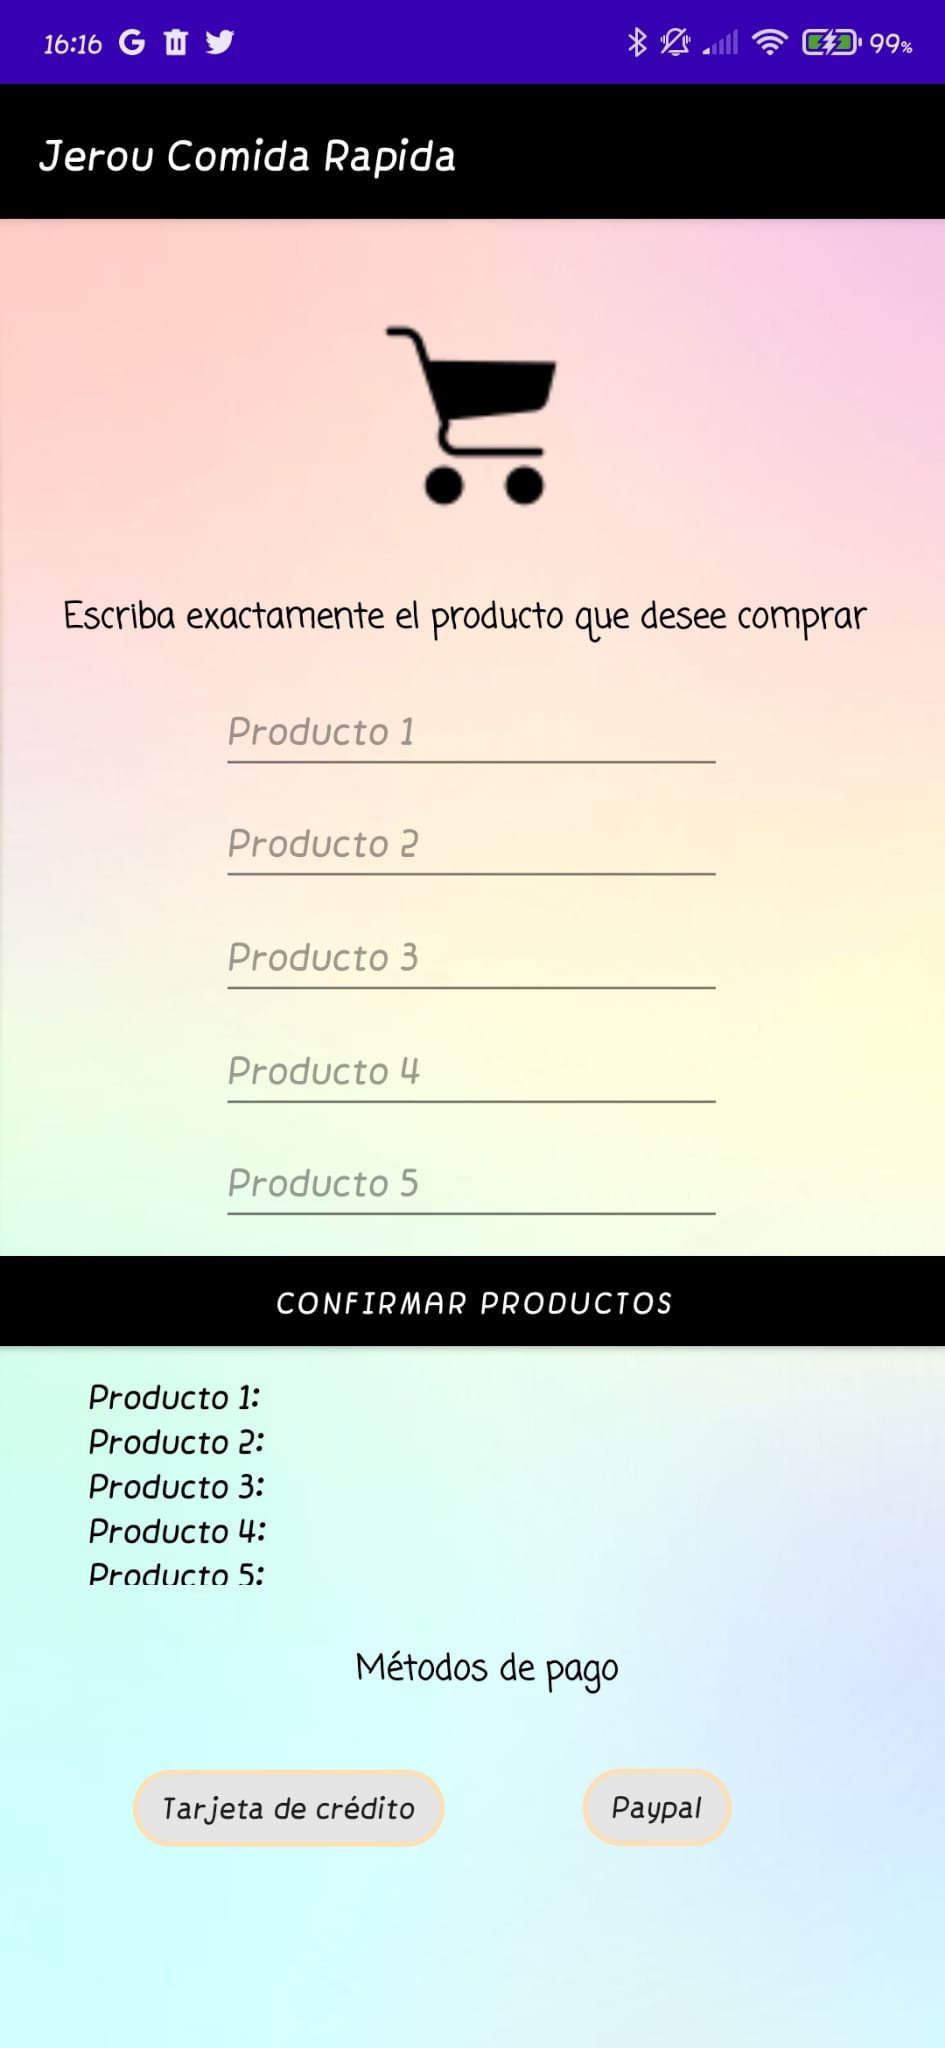 16:16 99%
Jerou Comida Rapida
Escriba exactamente el producto que desee comprar
Producto 1
Producto 2
Producto 3
Producto 4
Producto 5
CONFIRMAR PRODUCTOS
Producto 1:
Producto 2:
Producto 3:
Producto 4:
Producto 5:
Métodos de pago
Tarjeta de crédito Paypal